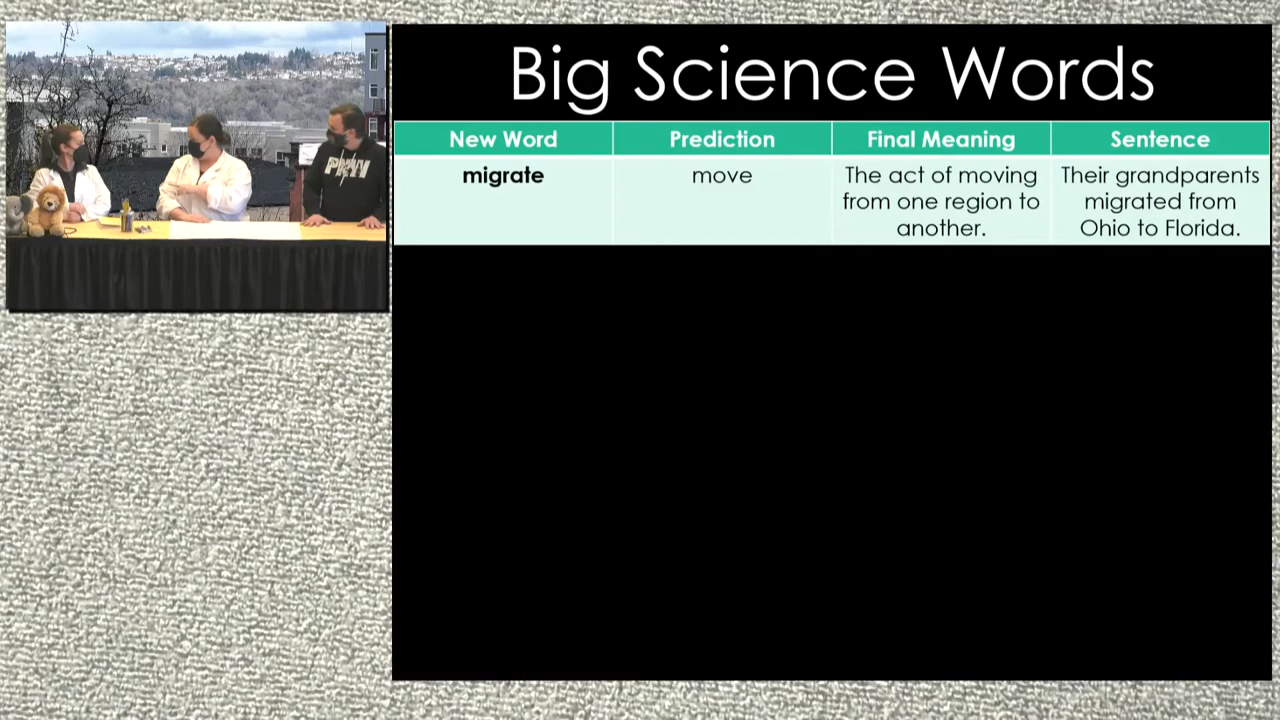 Big Science Words
New Word
Prediction
Final Meaning
Sentence
migrate
move
The act of moving
from one region to
another.
Their grandparents
migrated from
Ohio to Florida.